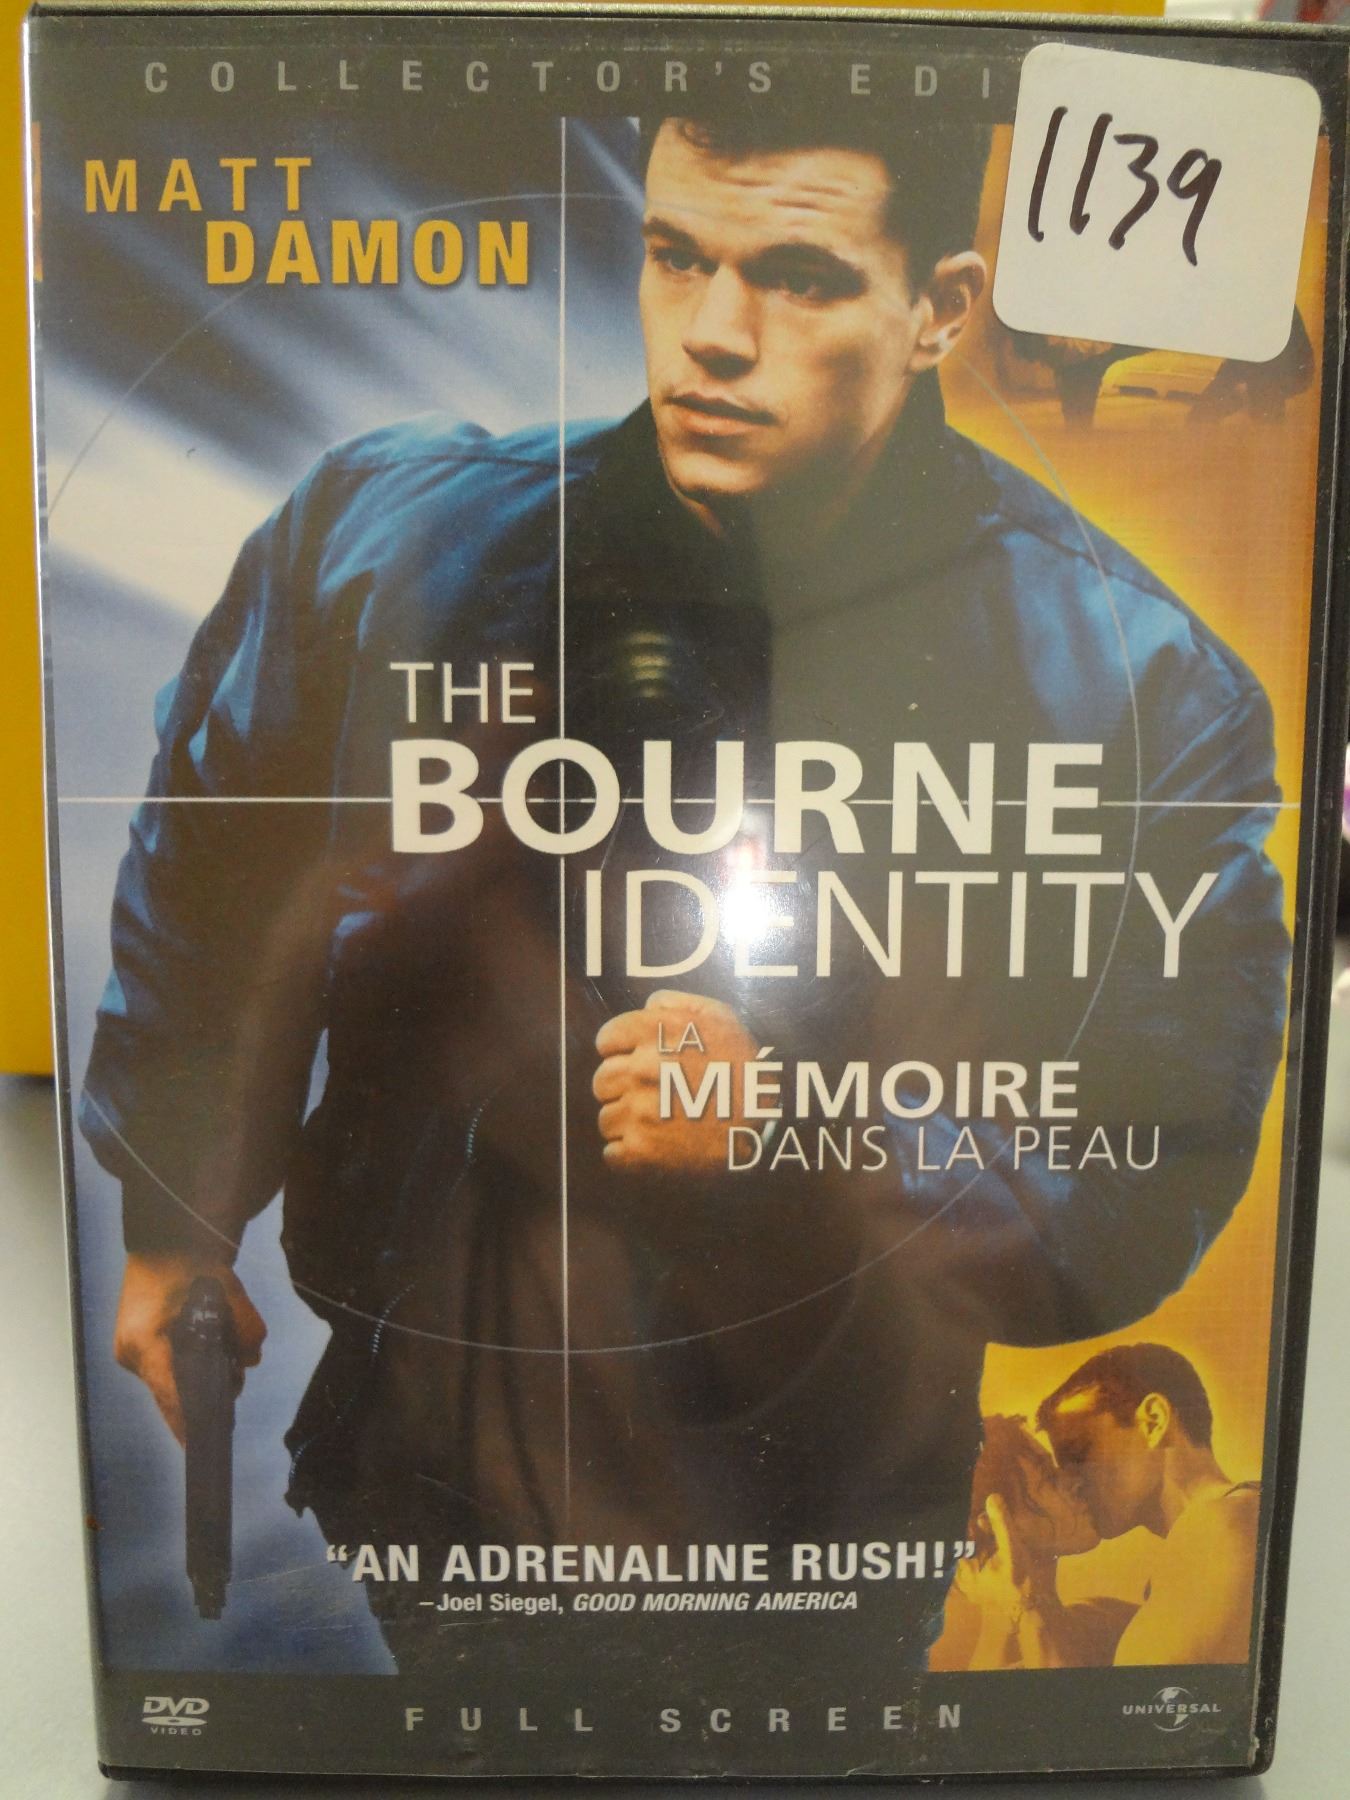 COLLECTOR'S EDI
1139
MATT
DAMON
THE
BOURNE
IDENTITY
LA
MÉMOIRE
DANS LA PEAU
“AN ADRENALINE RUSH!”
–Joel Siegel, GOOD MORNING AMERICA
DVD
VIDEO
FULL SCREEN
UNIVERSAL